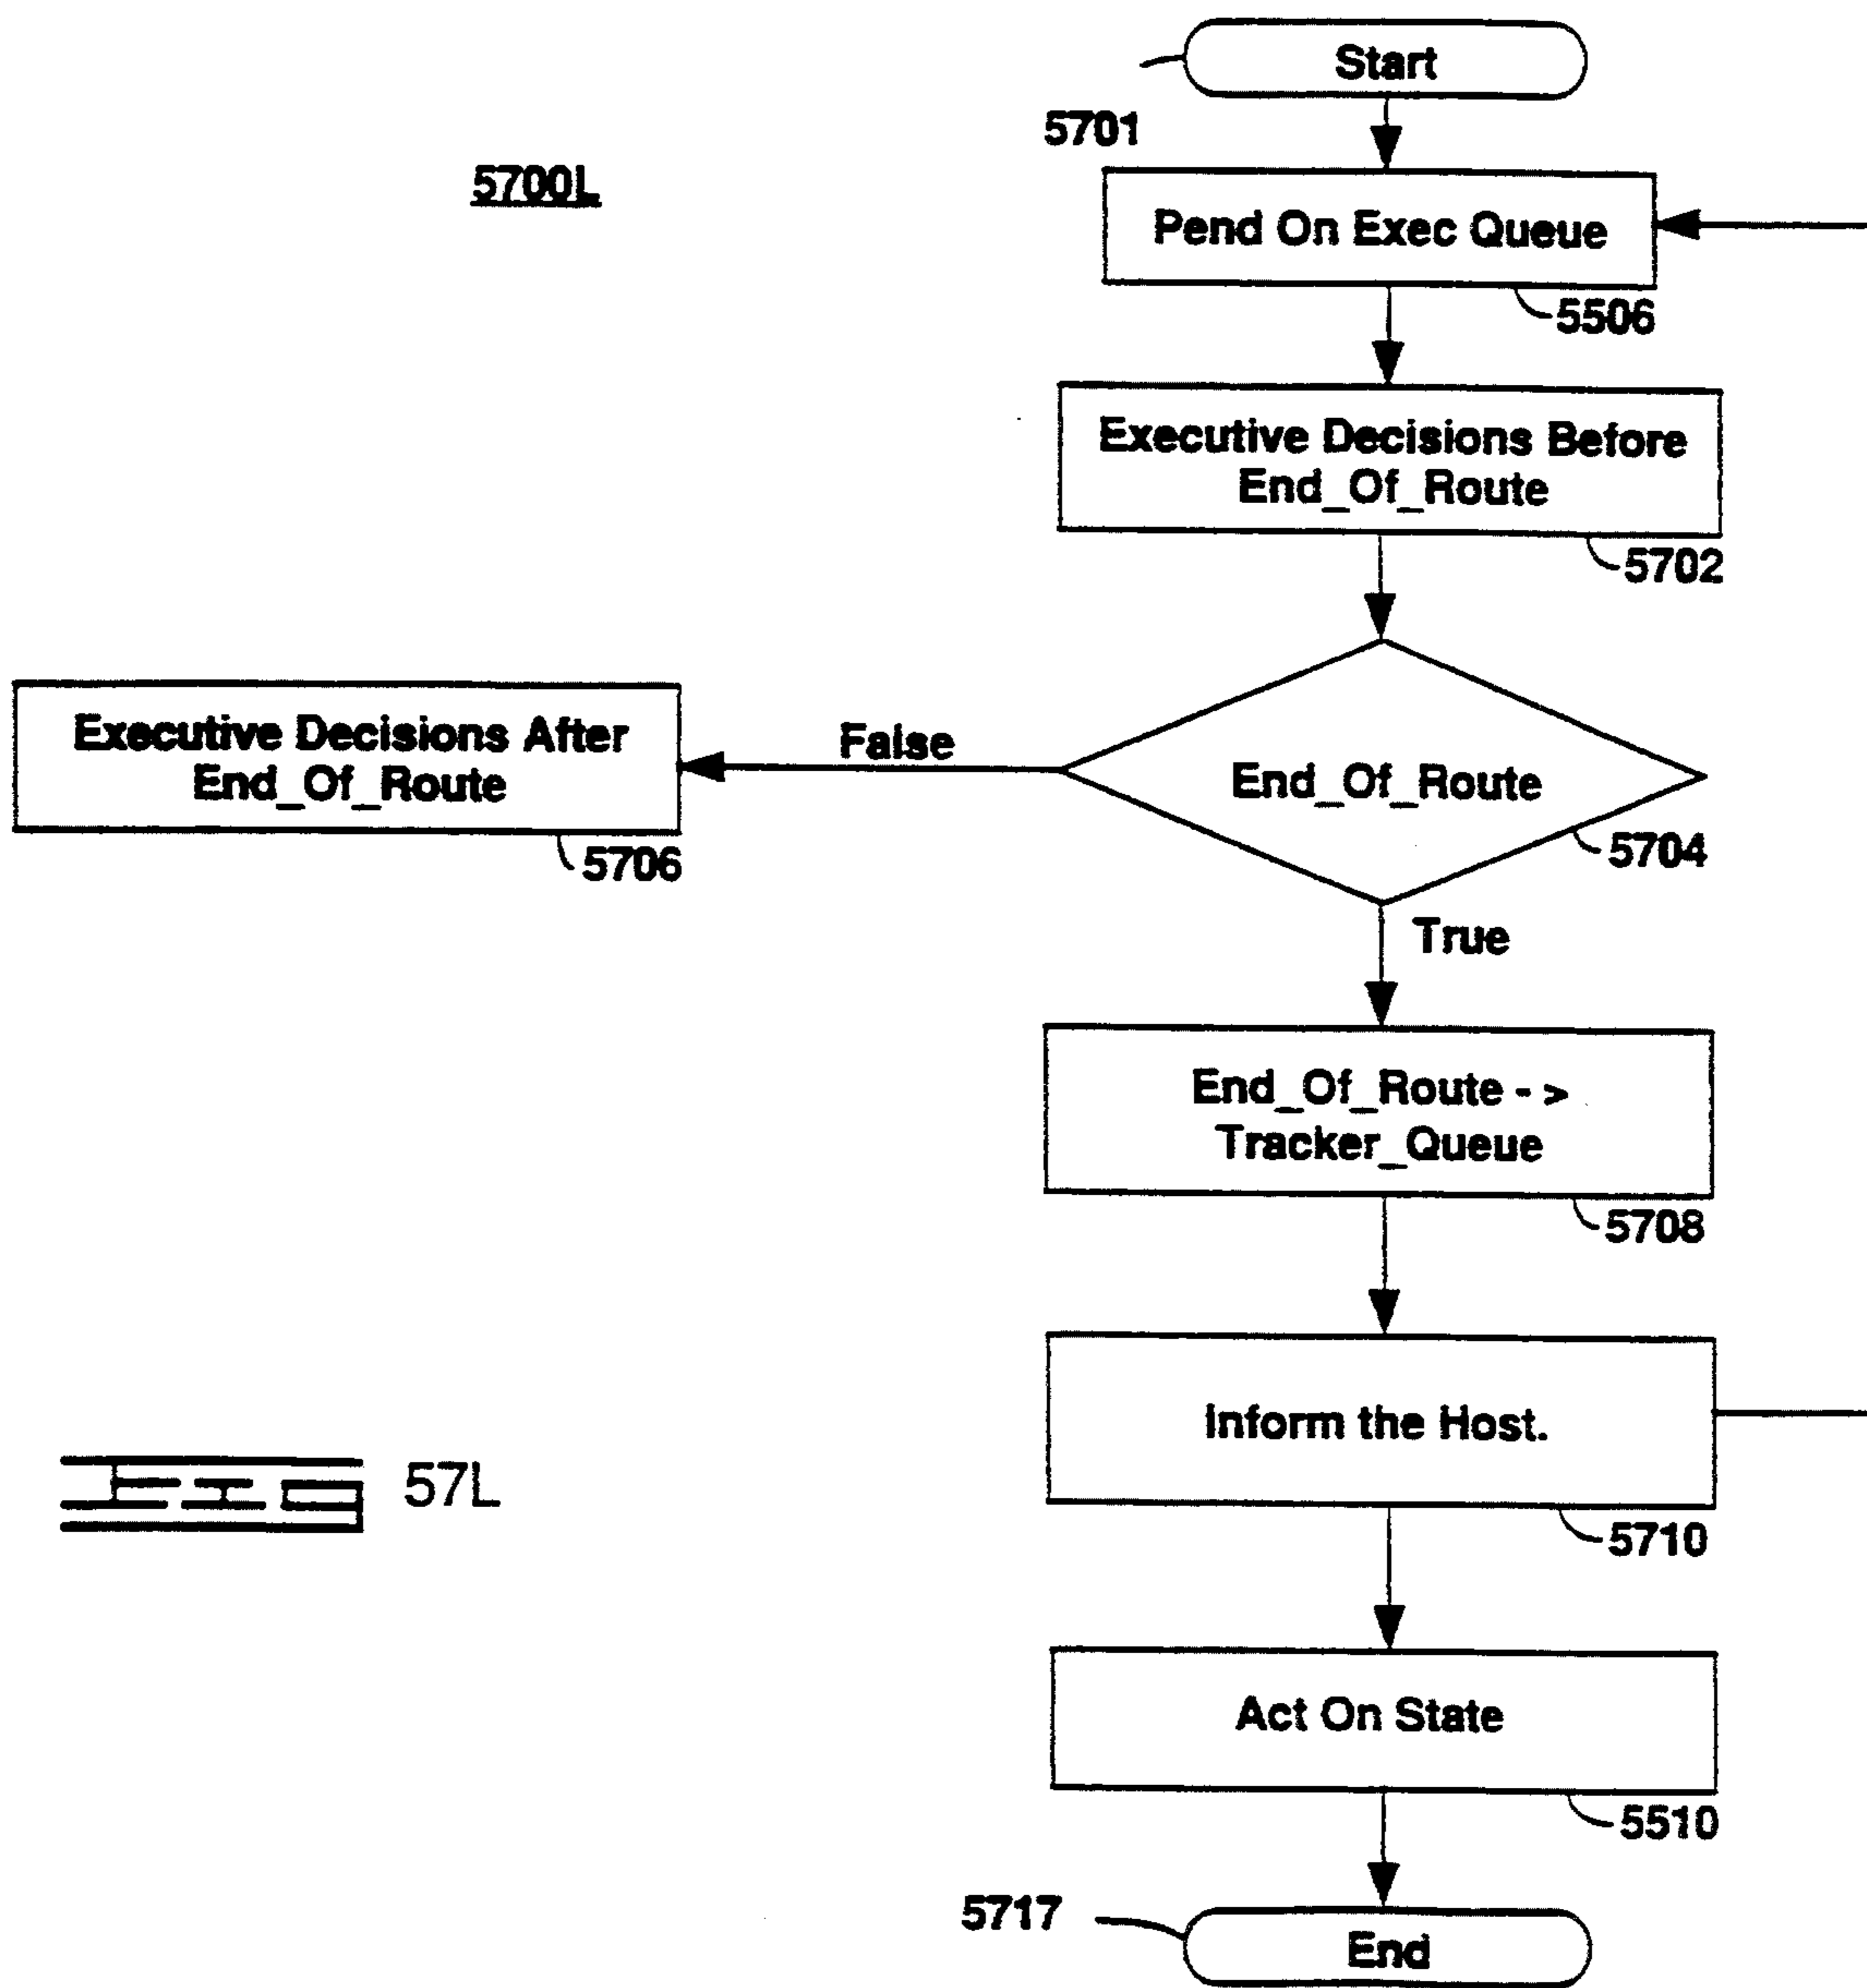 Start
5701
5700L
Pend On Exec Queue
5506
Executive Decisions Before
End_Of_Route
5702
Executive Decisions After
End_Of_Route
5706
False
End_Of_Route
5704
True
End_Of_Route - >
Tracker_Queue
5708
Inform the Host.
5710
FIG 57L
Act On State
5510
5717
End